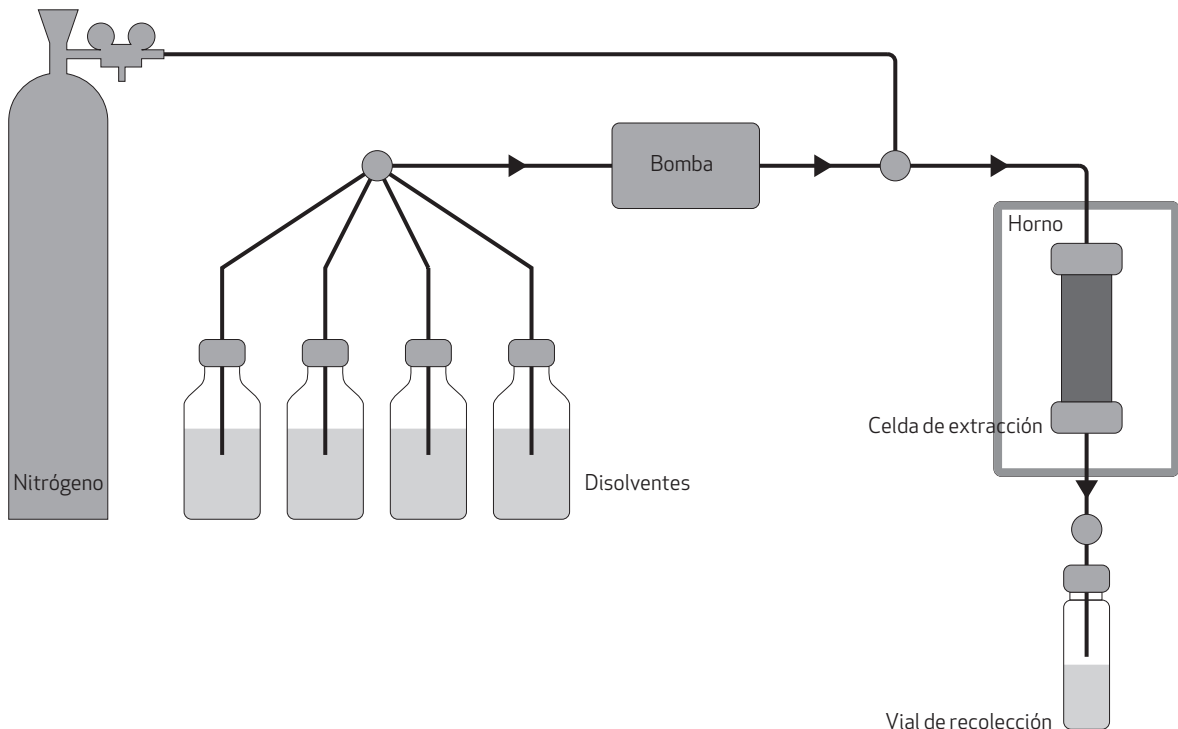 Bomba
Horno
Celda de extracción
Nitrógeno
Disolventes
Vial de recolección